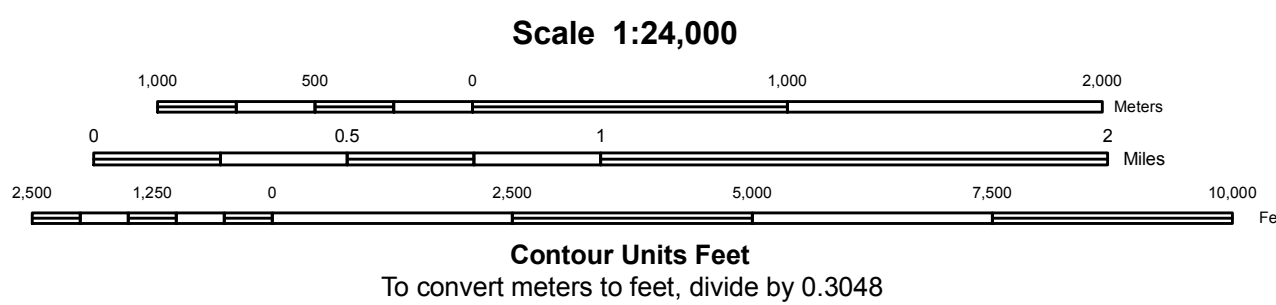 Scale 1:24,000
1,000 500 0 1,000 2,000
Meters
0 0.5 1 2
Miles
2,500 1,250 0 2,500 5,000 7,500 10,000
Fe
Contour Units Feet
To convert meters to feet, divide by 0.3048